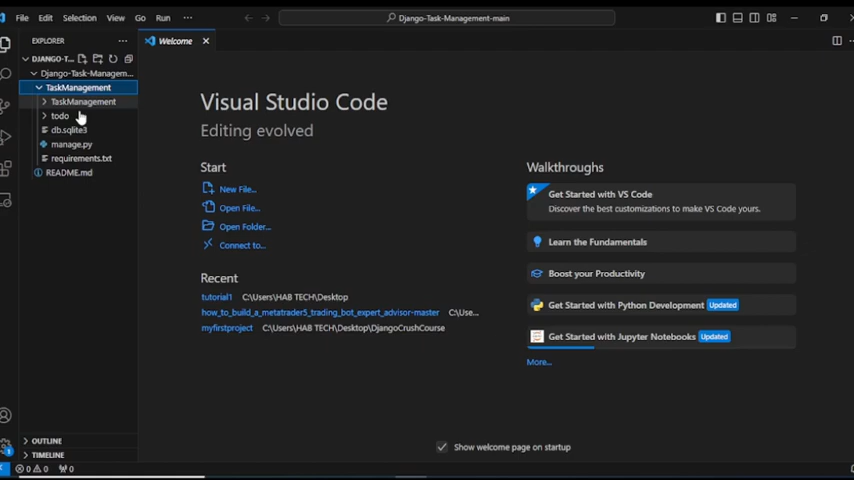 File Edit Selection View Go Run ···
Django-Task-Management-main
EXPLORER ···
Welcome
DJANGO-T...
Django-Task-Managem...
TaskManagement
TaskManagement
todo
db.sqlite3
manage.py
requirements.txt
README.md
Visual Studio Code
Editing evolved
Start
New File...
Open File...
Open Folder...
Connect to...
Recent
tutorial1 C:\Users\HAB TECH\Desktop
how_to_build_a_metatrader5_trading_bot_expert_advisor-master C:\Use...
myfirstproject C:\Users\HAB TECH\Desktop\DjangoCrushCourse
Walkthroughs
Get Started with VS Code
Discover the best customizations to make VS Code yours.
Learn the Fundamentals
Boost your Productivity
Get Started with Python Development Updated
Get Started with Jupyter Notebooks Updated
More...
Show welcome page on startup
OUTLINE
TIMELINE
0 0 0
1